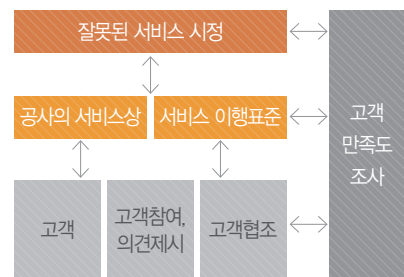 잘못된 서비스 시정
공사의 서비스상
서비스 이행표준
고객
만족도
조사
고객
고객참여,
의견제시
고객협조